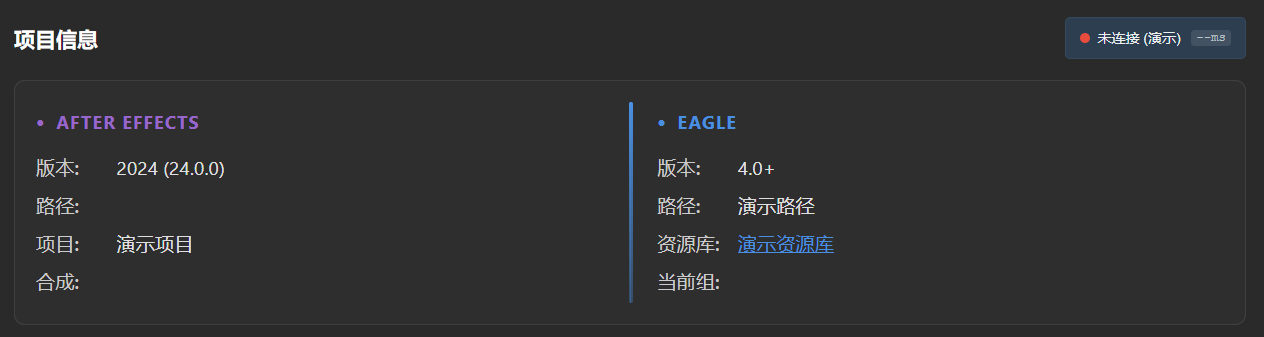 项目信息
未连接 (演示) --ms
• AFTER EFFECTS
版本: 2024 (24.0.0)
路径:
项目: 演示项目
合成:
• EAGLE
版本: 4.0+
路径: 演示路径
资源库: 演示资源库
当前组: